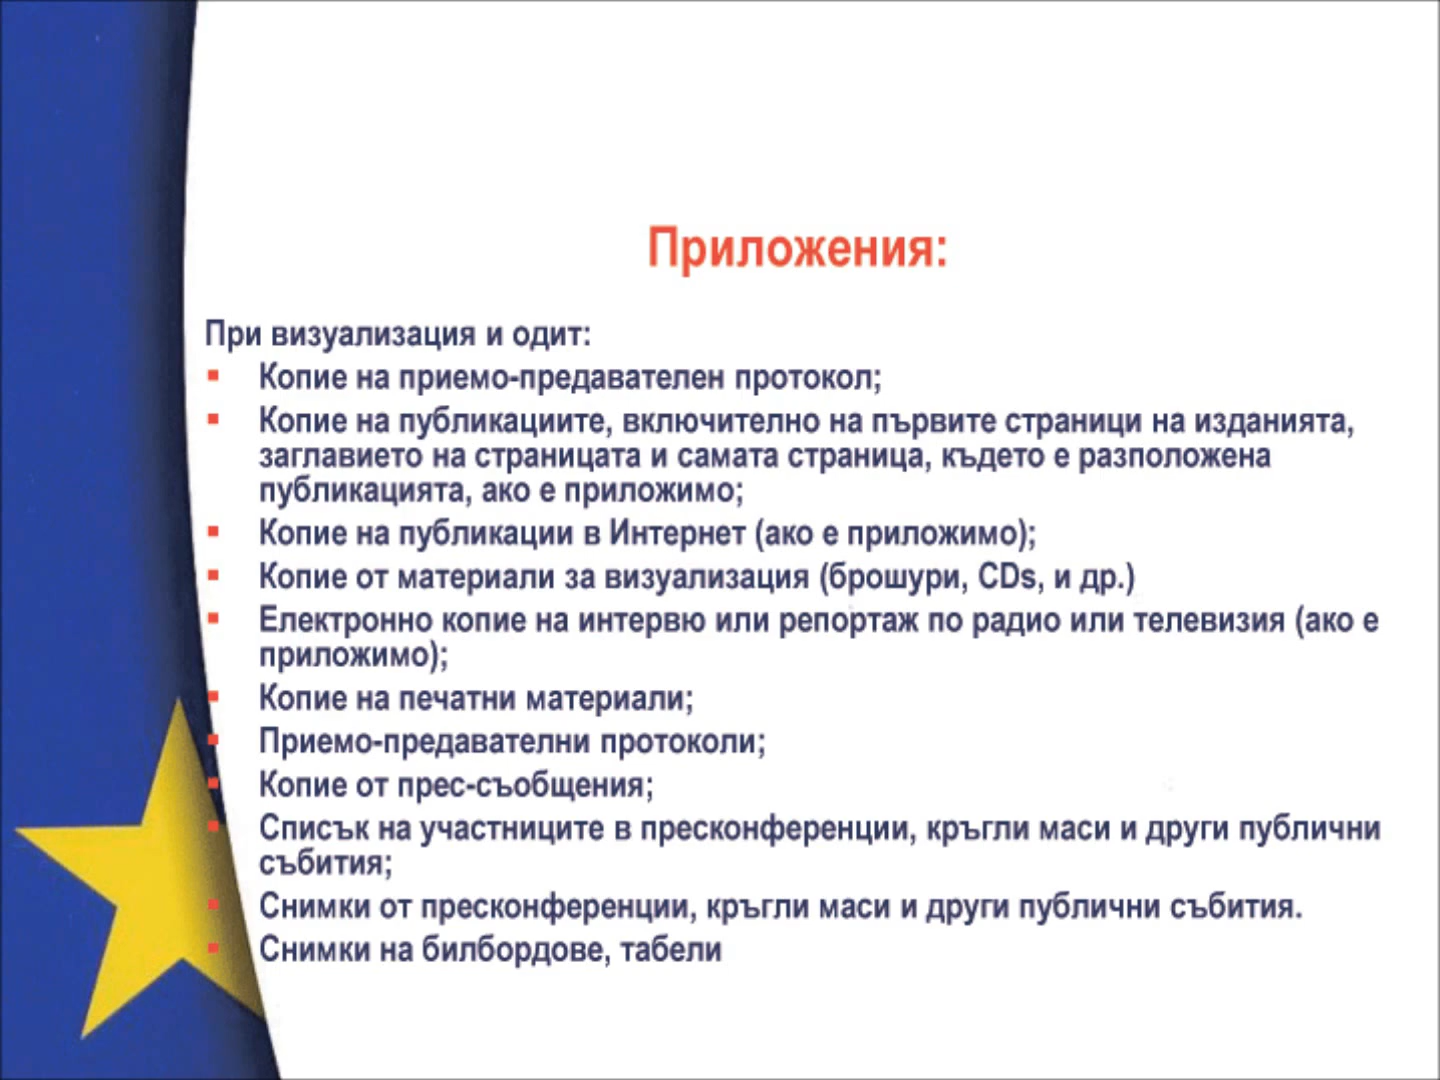 Приложения:
При визуализация и одит:
▪ Копие на приемо-предавателен протокол;
▪ Копие на публикациите, включително на първите страници на изданията,
заглавието на страницата и самата страница, където е разположена
публикацията, ако е приложимо;
▪ Копие на публикации в Интернет (ако е приложимо);
▪ Копие от материали за визуализация (брошури, CDs, и др.)
▪ Електронно копие на интервю или репортаж по радио или телевизия (ако е
приложимо);
▪ Копие на печатни материали;
▪ Приемо-предавателни протоколи;
▪ Копие от прес-съобщения;
▪ Списък на участниците в пресконференции, кръгли маси и други публични
събития;
▪ Снимки от пресконференции, кръгли маси и други публични събития.
▪ Снимки на билбордове, табели